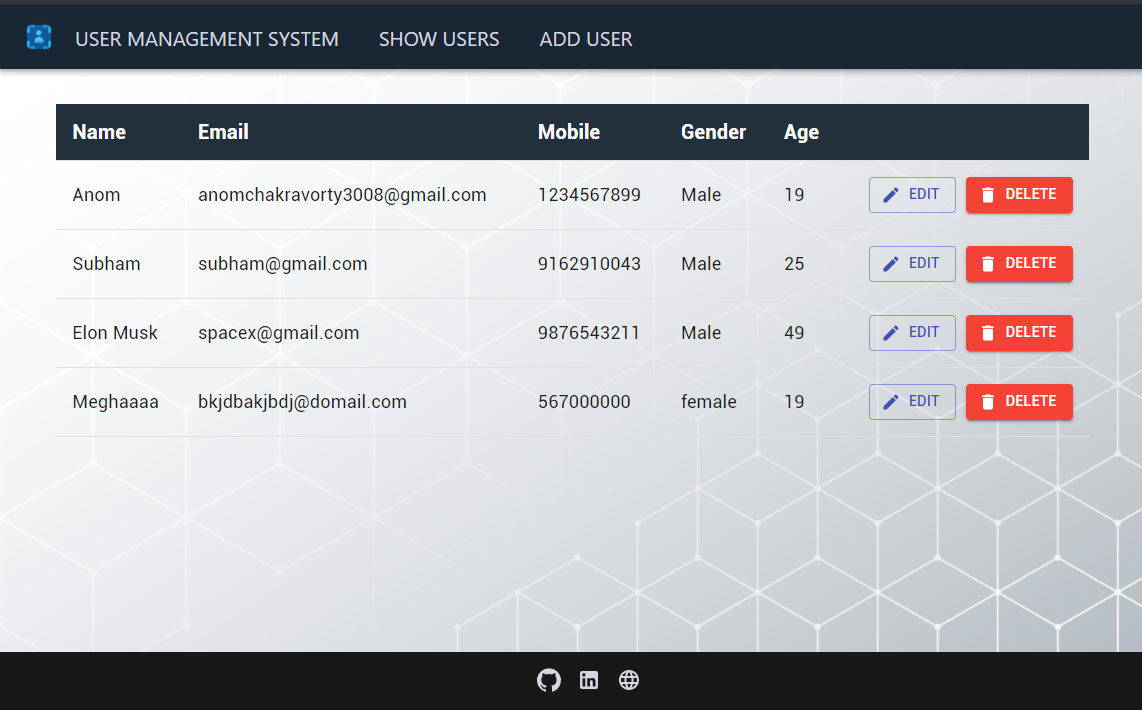 USER MANAGEMENT SYSTEM SHOW USERS ADD USER
Name Email Mobile Gender Age
Anom anomchakravorty3008@gmail.com 1234567899 Male 19 EDIT DELETE
Subham subham@gmail.com 9162910043 Male 25 EDIT DELETE
Elon Musk spacex@gmail.com 9876543211 Male 49 EDIT DELETE
Meghaaaa bkjdbakjbdj@domail.com 567000000 female 19 EDIT DELETE